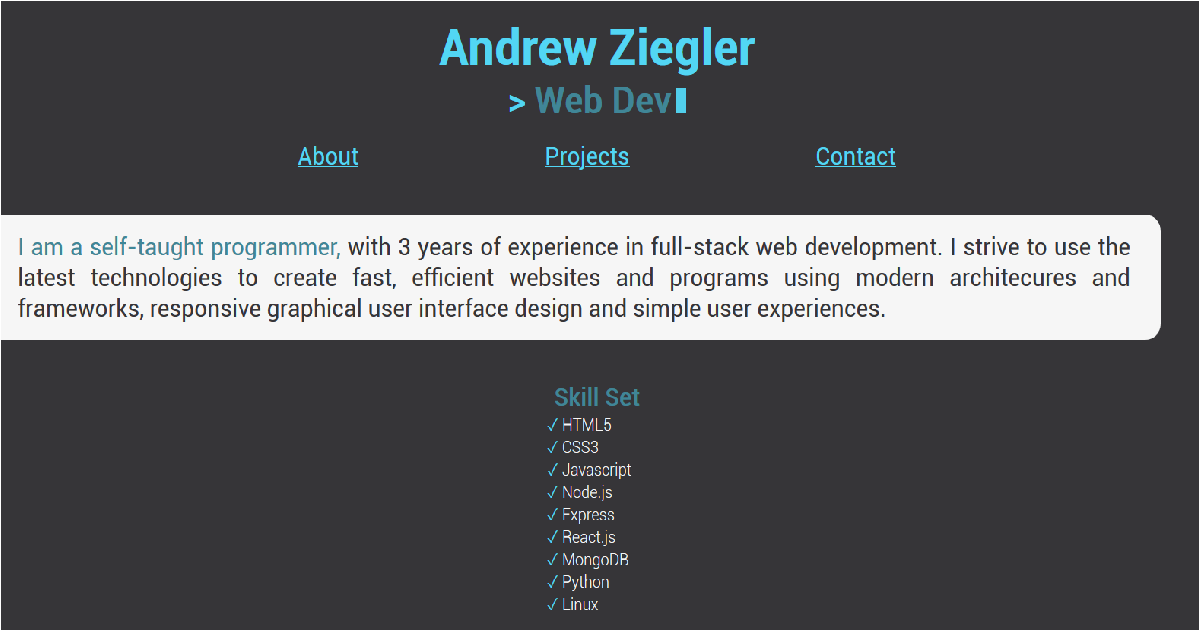 Andrew Ziegler
> Web Dev
About Projects Contact
I am a self-taught programmer, with 3 years of experience in full-stack web development. I strive to use the
latest technologies to create fast, efficient websites and programs using modern architecures and
frameworks, responsive graphical user interface design and simple user experiences.
Skill Set
✓ HTML5
✓ CSS3
✓ Javascript
✓ Node.js
✓ Express
✓ React.js
✓ MongoDB
✓ Python
✓ Linux